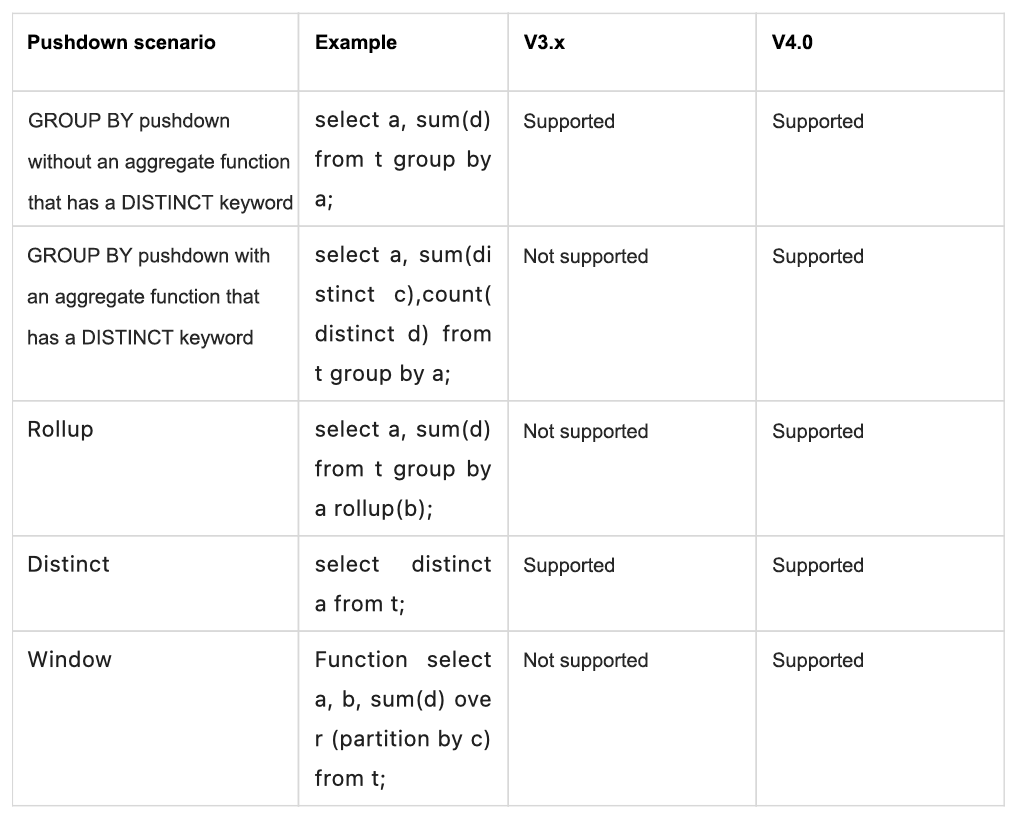 Pushdown scenario Example V3.x V4.0
GROUP BY pushdown
without an aggregate function
that has a DISTINCT keyword
select a, sum(d)
from t group by
a;
Supported
Supported
GROUP BY pushdown with
an aggregate function that
has a DISTINCT keyword
select a, sum(di
stinct c),count(
distinct d) from
t group by a;
Not supported
Supported
Rollup
select a, sum(d)
from t group by
a rollup(b);
Not supported
Supported
Distinct
select distinct
a from t;
Supported
Supported
Window
Function select
a, b, sum(d) ove
r (partition by c)
from t;
Not supported
Supported